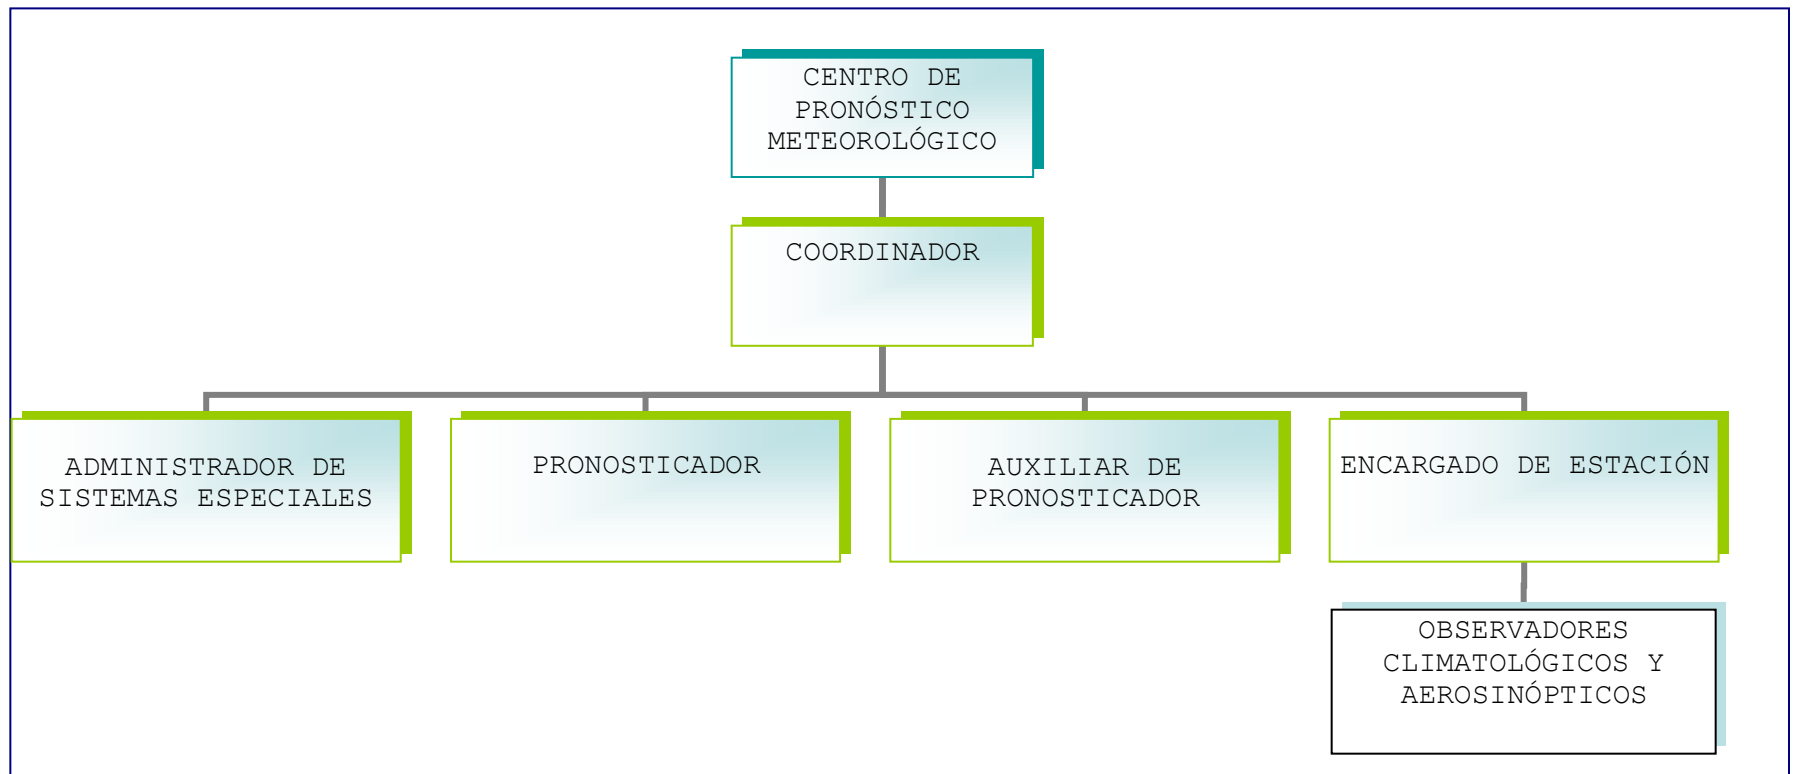 CENTRO DE
PRONÓSTICO
METEOROLÓGICO
COORDINADOR
ADMINISTRADOR DE
SISTEMAS ESPECIALES
PRONOSTICADOR
AUXILIAR DE
PRONOSTICADOR
ENCARGADO DE ESTACIÓN
OBSERVADORES
CLIMATOLÓGICOS Y
AEROSINÓPTICOS